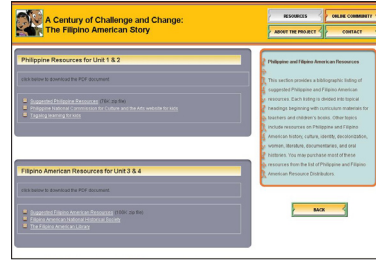 A Century of Challenge and Change:
The Filipino American Story
RESOURCES
ONLINE COMMUNITY
ABOUT THE PROJECT
CONTACT
Philippine Resources for Unit 1 & 2
click below to download the PDF document
Suggested Philippine Resources
Philippine National Commission for Culture and the Arts website for kids
Tagalog learning for kids
Filipino American Resources for Unit 3 & 4
click below to download the PDF document
Suggested Filipino American Resources
Filipino American National Historical Society
The Filipino American Library
Philippine and Filipino American Resources
This section provides a bibliographic listing of
suggested Philippine and Filipino American
resources. Each listing is divided into topical
headings beginning with curriculum materials for
teachers and children's books. Other topics
include resources on Philippine and Filipino
American history, culture, identity, decolonization,
women, literature, documentaries, and oral
histories. You may purchase most of these
resources from the list of Philippine and Filipino
American Resource Distributors
BACK